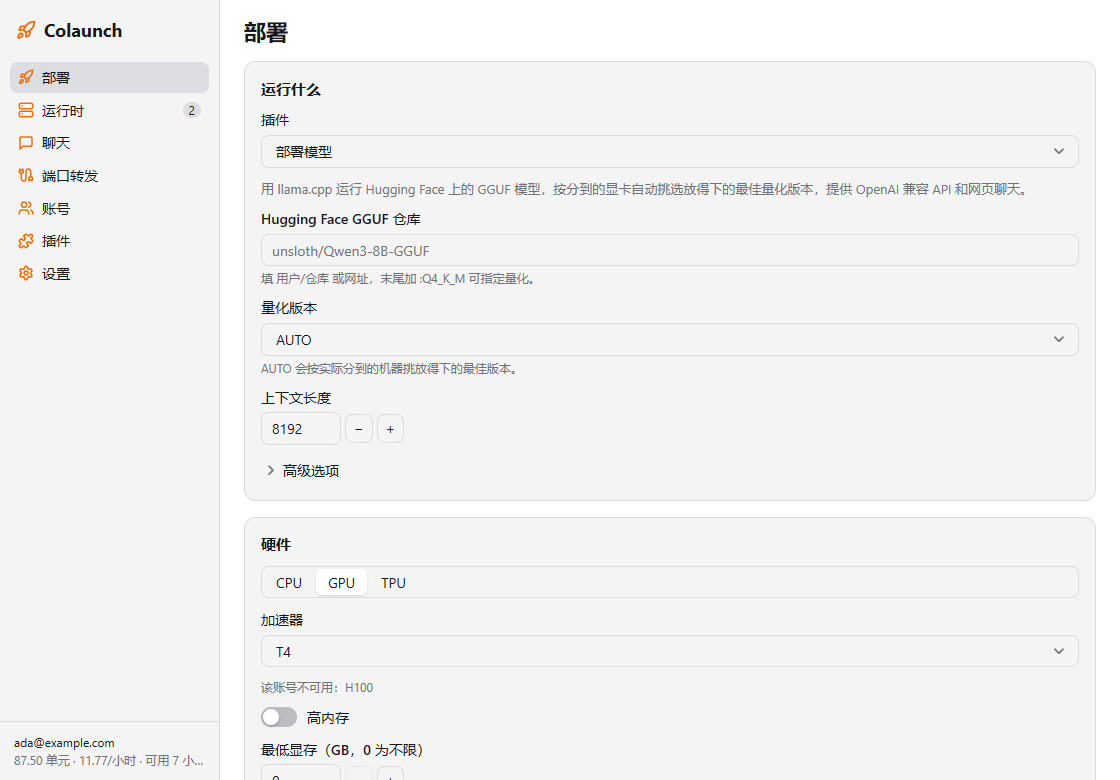 Colaunch
部署
运行时
2
聊天
端口转发
账号
插件
设置
ada@example.com
87.50 单元 · 11.77/小时 · 可用 7 小...
部署
运行什么
插件
部署模型
用 llama.cpp 运行 Hugging Face 上的 GGUF 模型，按分到的显卡自动挑选放得下的最佳量化版本，提供 OpenAI 兼容 API 和网页聊天。
Hugging Face GGUF 仓库
unsloth/Qwen3-8B-GGUF
填 用户/仓库 或网址，末尾加 :Q4_K_M 可指定量化。
量化版本
AUTO
AUTO 会按实际分到的机器挑放得下的最佳版本。
上下文长度
8192
− +
高级选项
硬件
CPU GPU TPU
加速器
T4
该账号不可用：H100
高内存
最低显存（GB，0 为不限）